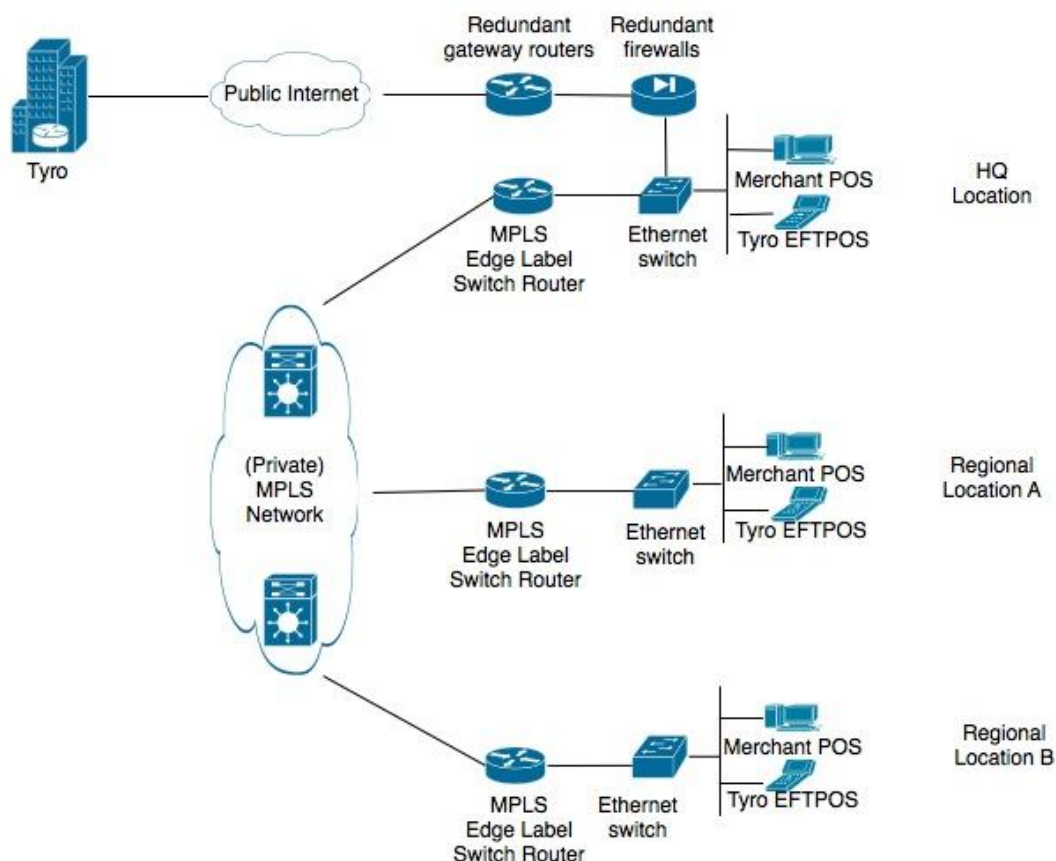 Redundant
gateway routers
Redundant
firewalls
Public Internet
Tyro
Merchant POS
Tyro EFTPOS
HQ
Location
MPLS
Edge Label
Switch Router
Ethernet
switch
(Private)
MPLS
Network
Merchant POS
Tyro EFTPOS
Regional
Location A
MPLS
Edge Label
Switch Router
Ethernet
switch
Merchant POS
Tyro EFTPOS
Regional
Location B
MPLS
Edge Label
Switch Router
Ethernet
switch